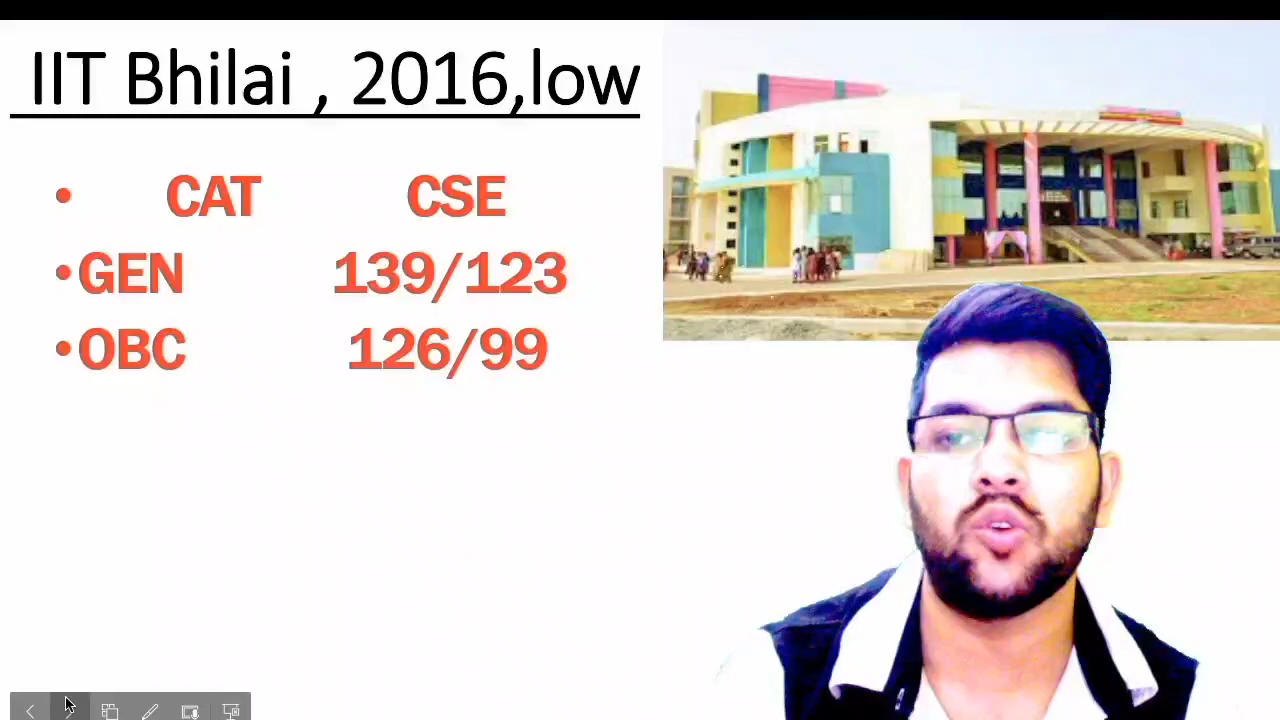 IIT Bhilai , 2016,low
• CAT CSE
•GEN 139/123
•OBC 126/99